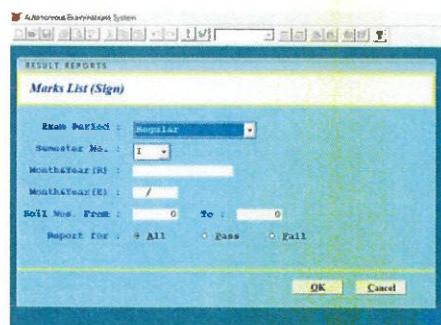 Autonomous Examinations System
RESULT REPORTS
Marks List (Sign)
Exam Period : Regular
Semester No. : I
Month&Year(R) :
Month&Year(E) : /
Roll Nos. From : 0 To : 0
Report for : All Pass Fail
OK Cancel